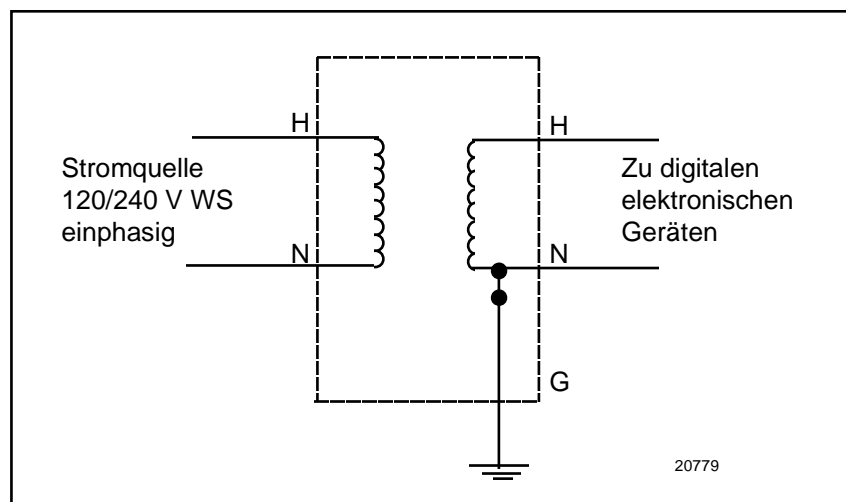 H
H
Stromquelle
120/240 V WS
einphasig
Zu digitalen
elektronischen
Geräten
N
N
G
20779